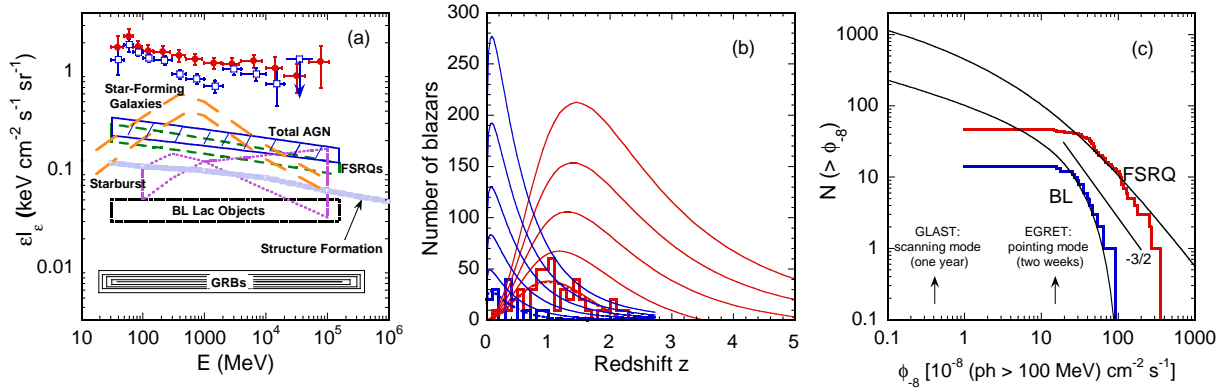 (a)
Star-Forming
Galaxies
Total AGN
FSRQs
Starburst
BL Lac Objects
Structure Formation
GRBs
1
0.1
0.01
εI_ε (keV cm⁻² s⁻¹ sr⁻¹)
10 100 1000 10⁴ 10⁵ 10⁶
E (MeV)
(b)
300
250
200
150
100
50
0
Number of blazars
0 1 2 3 4 5
Redshift z
(c)
1000
100
10
1
0.1
N (> ϕ₋₈)
FSRQ
BL
GLAST:
scanning mode
(one year)
EGRET:
pointing mode
(two weeks)
-3/2
0.1 1 10 100 1000
ϕ₋₈ [10⁻⁸ (ph > 100 MeV) cm⁻² s⁻¹]